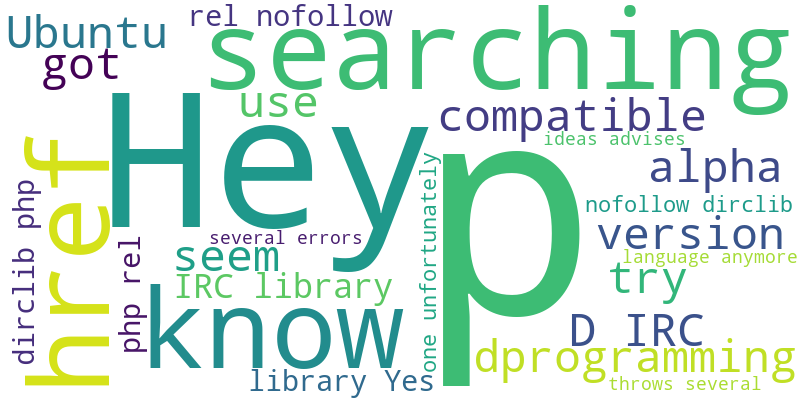 rel nofollow
Ubuntu
searching
got
use
Hey
compatible
ideas advises
p
href
alpha
nofollow dirclib
dirclib php
one unfortunately
version
several errors
seem
language anymore
php rel
IRC library
try
know
D IRC
dprogramming
library Yes
throws several